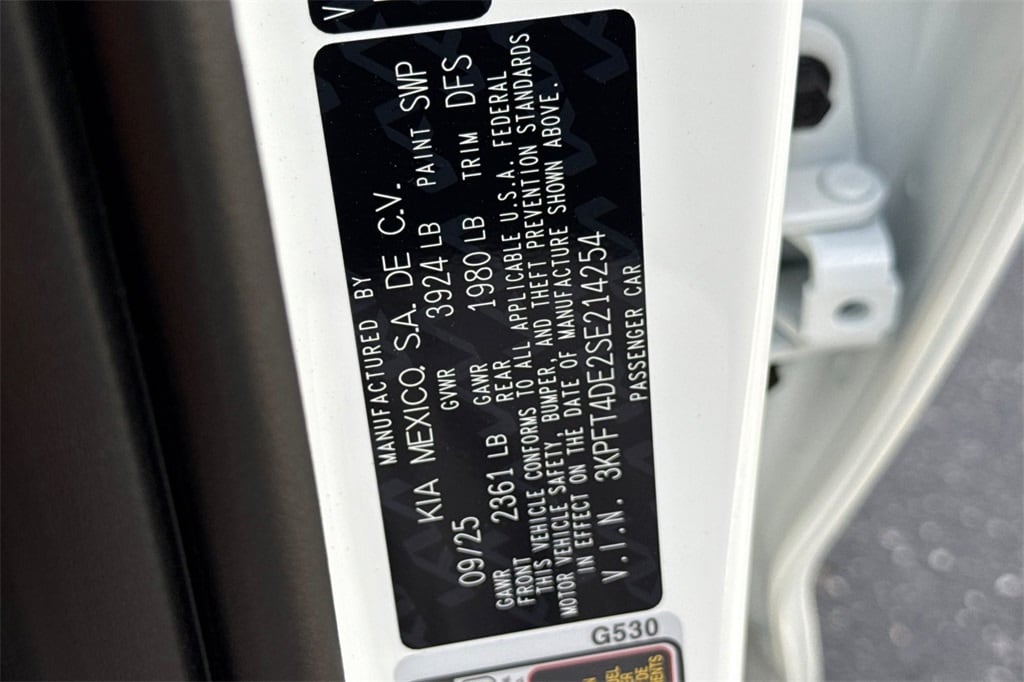 MANUFACTURED BY
KIA MEXICO, S.A. DE C.V.
09/25 GVWR 3924 LB PAINT SWP
GAWR FRONT 2361 LB GAWR REAR 1980 LB TRIM DFS
THIS VEHICLE CONFORMS TO ALL APPLICABLE U.S.A. FEDERAL
MOTOR VEHICLE SAFETY, BUMPER, AND THEFT PREVENTION STANDARDS
IN EFFECT ON THE DATE OF MANUFACTURE SHOWN ABOVE.
V.I.N. 3KPFT4DE2SE214254
PASSENGER CAR
G530